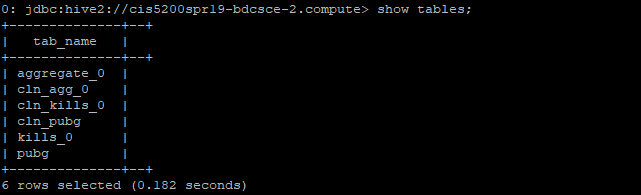 0: jdbc:hive2://cis5200spr19-bdcsce-2.compute> show tables;
+--------------+--+
|   tab_name   |
+--------------+--+
| aggregate_0  |
| cln_agg_0    |
| cln_kills_0  |
| cln_pubg     |
| kills_0      |
| pubg         |
+--------------+--+
6 rows selected (0.182 seconds)